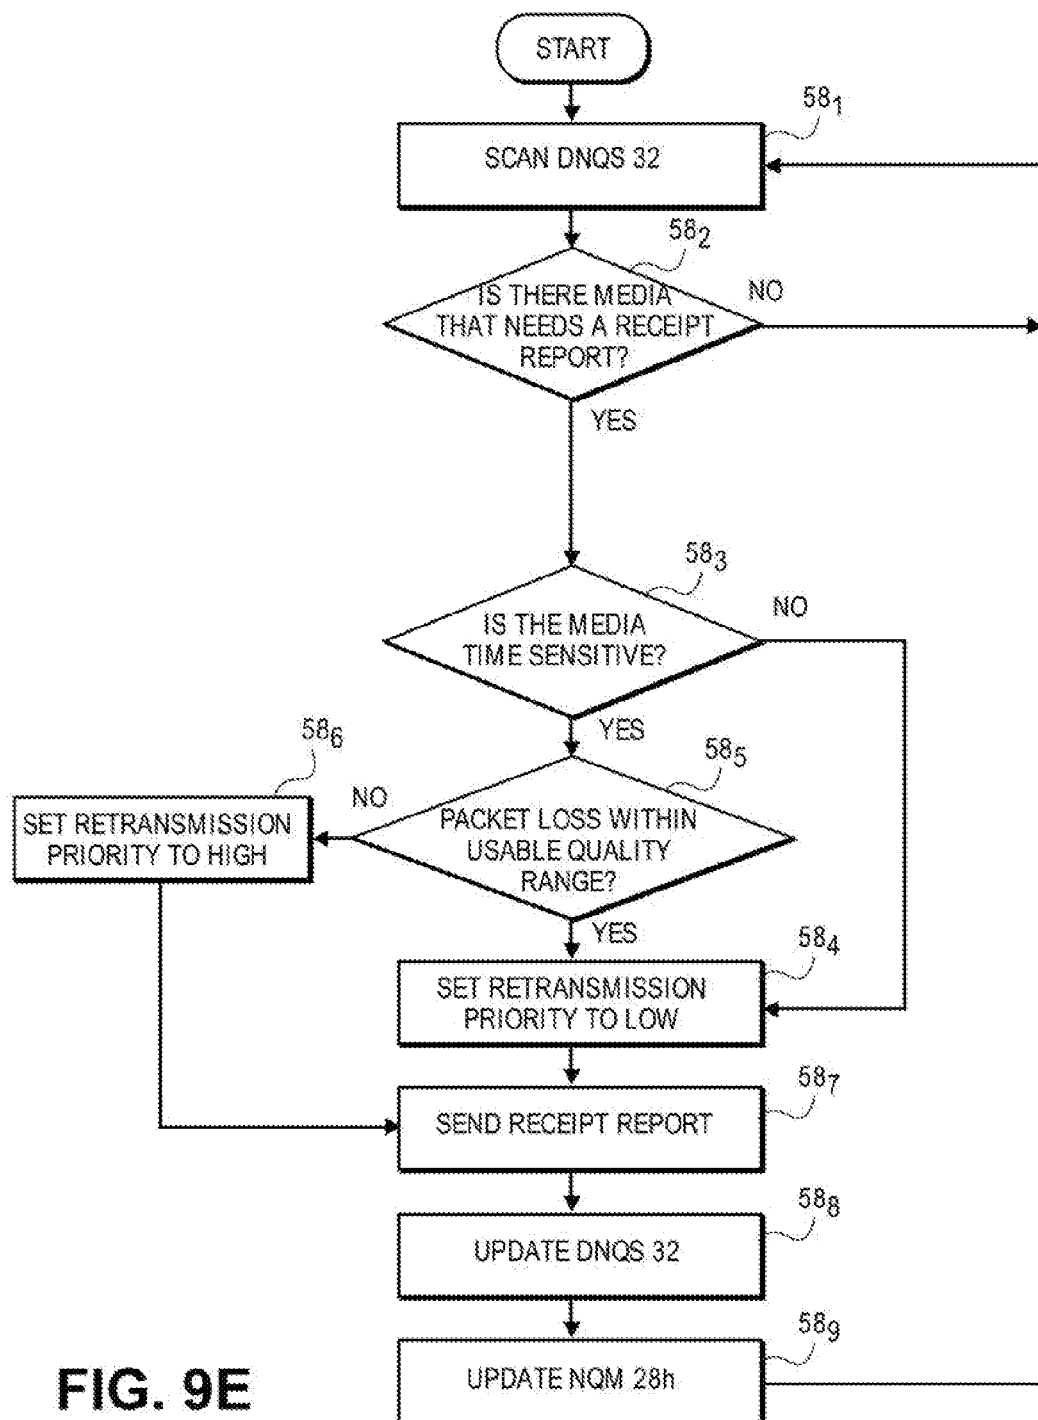 START
58₁
SCAN DNQS 32
58₂
IS THERE MEDIA
THAT NEEDS A RECEIPT
REPORT?
NO
YES
58₃
IS THE MEDIA
TIME SENSITIVE?
NO
YES
58₆
SET RETRANSMISSION
PRIORITY TO HIGH
NO
58₅
PACKET LOSS WITHIN
USABLE QUALITY
RANGE?
YES
58₄
SET RETRANSMISSION
PRIORITY TO LOW
58₇
SEND RECEIPT REPORT
58₈
UPDATE DNQS 32
58₉
UPDATE NQM 28h
FIG. 9E